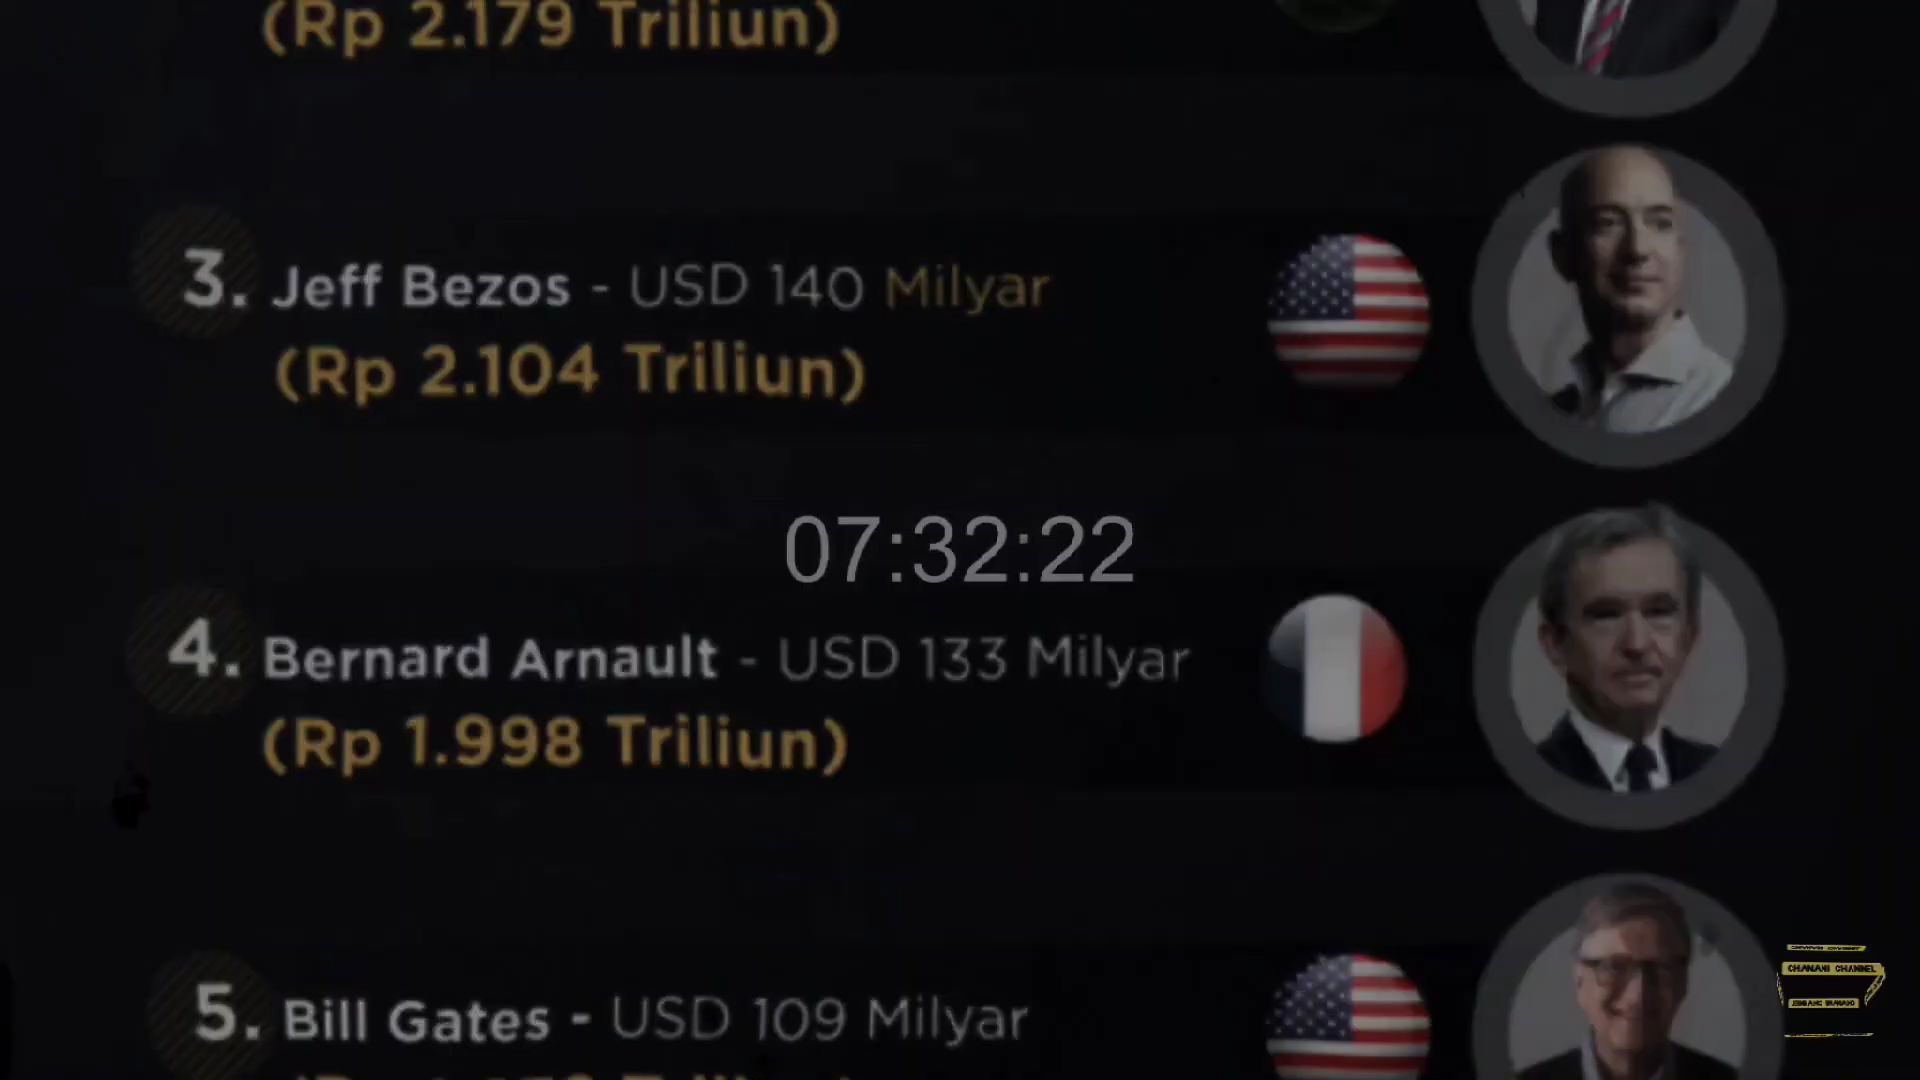 (Rp 2.179 Triliun)
3. Jeff Bezos - USD 140 Milyar
(Rp 2.104 Triliun)
07:32:22
4. Bernard Arnault - USD 133 Milyar
(Rp 1.998 Triliun)
5. Bill Gates - USD 109 Milyar
CHANANI CHANNEL